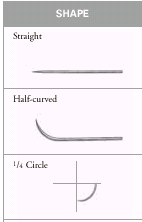 SHAPE
Straight
Half-curved
1/4 Circle